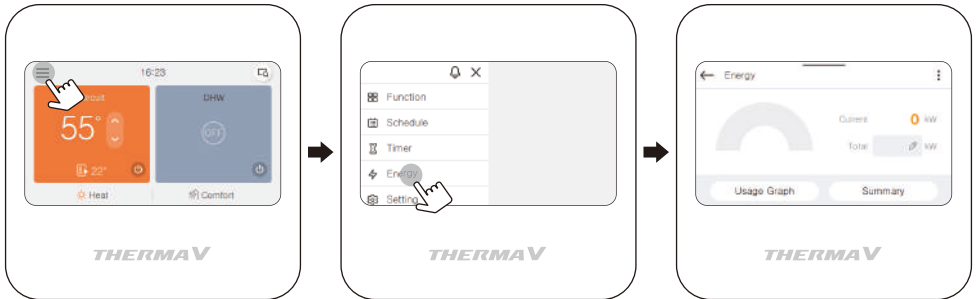 16:23
DHW
55°
OFF
22°
Heat
Comfort
THERMAV
Function
Schedule
Timer
Energy
Setting
THERMAV
Energy
Current 0 kW
Total kW
Usage Graph Summary
THERMAV